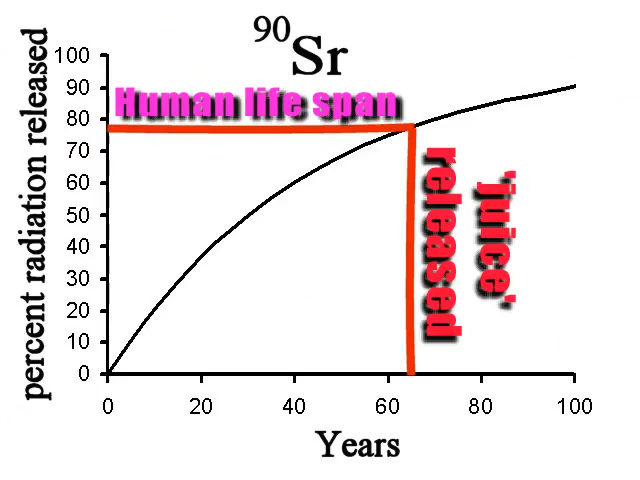 90Sr
percent radiation released
100
90
80
70
60
50
40
30
20
10
0
Human life span
released
'juice'
0 20 40 60 80 100
Years